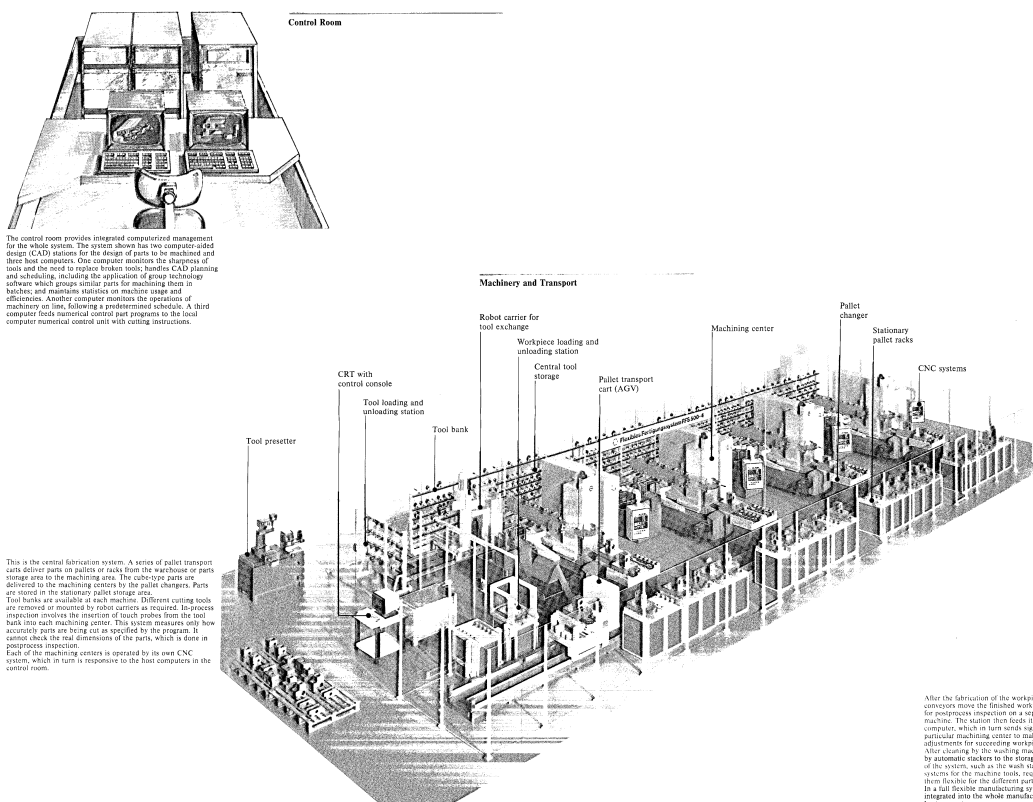 Control Room
The control room provides integrated computerized management
for the whole system. The system shown has two computer-aided
design (CAD) stations for the design of parts to be machined and
three host computers. One computer monitors the sharpness of
tools and the need to replace broken tools; handles CAD planning
and scheduling, including the application of group technology
software which groups similar parts for machining them in
batches; and maintains statistics on machine usage and
efficiencies. Another computer monitors the operations of
machinery on line, following a predetermined schedule. A third
computer feeds numerical control part programs to the local
computer numerical control unit with cutting instructions.
Machinery and Transport
Pallet
changer
Robot carrier for
tool exchange
Machining center
Stationary
pallet racks
Workpiece loading and
unloading station
Central tool
storage
CNC systems
CRT with
control console
Pallet transport
cart (AGV)
Tool loading and
unloading station
Tool bank
Tool presetter
Flexibles Fertigungssystem FFS 500-4
This is the central fabrication system. A series of pallet transport
carts deliver parts on pallets or racks from the warehouse or parts
storage area to the machining area. The cube-type parts are
delivered to the machining centers by the pallet changers. Parts
are stored in the stationary pallet storage area.
Tool banks are available at each machine. Different cutting tools
are removed or mounted by robot carriers as required. In-process
inspection involves the insertion of touch probes from the tool
bank into each machining center. This system measures only how
accurately parts are being cut as specified by the program. It
cannot check the real dimensions of the parts, which is done in
postprocess inspection.
Each of the machining centers is operated by its own CNC
system, which in turn is responsive to the host computers in the
control room.
After the fabrication of the workpi
conveyors move the finished work
for postprocess inspection on a sep
machine. The station then feeds it
computer, which in turn sends sig
particular machining center to mal
adjustments for succeeding workp
After cleaning by the washing mac
by automatic stackers to the storag
of the system, such as the wash sta
systems for the machine tools, req
them flexible for the different part
In a full flexible manufacturing sy
integrated into the whole manufac